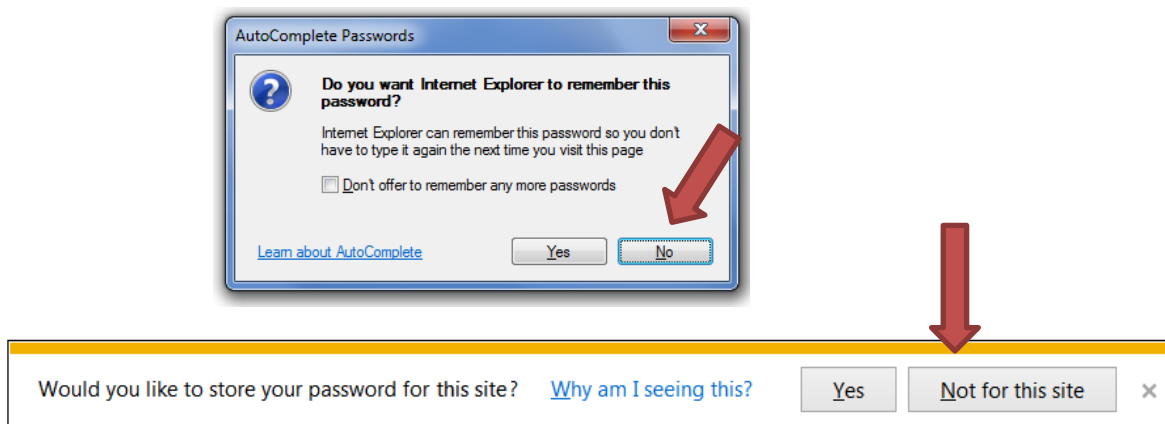 AutoComplete Passwords
Do you want Internet Explorer to remember this
password?
Internet Explorer can remember this password so you don't
have to type it again the next time you visit this page
Don't offer to remember any more passwords
Learn about AutoComplete Yes No
Would you like to store your password for this site? Why am I seeing this? Yes Not for this site